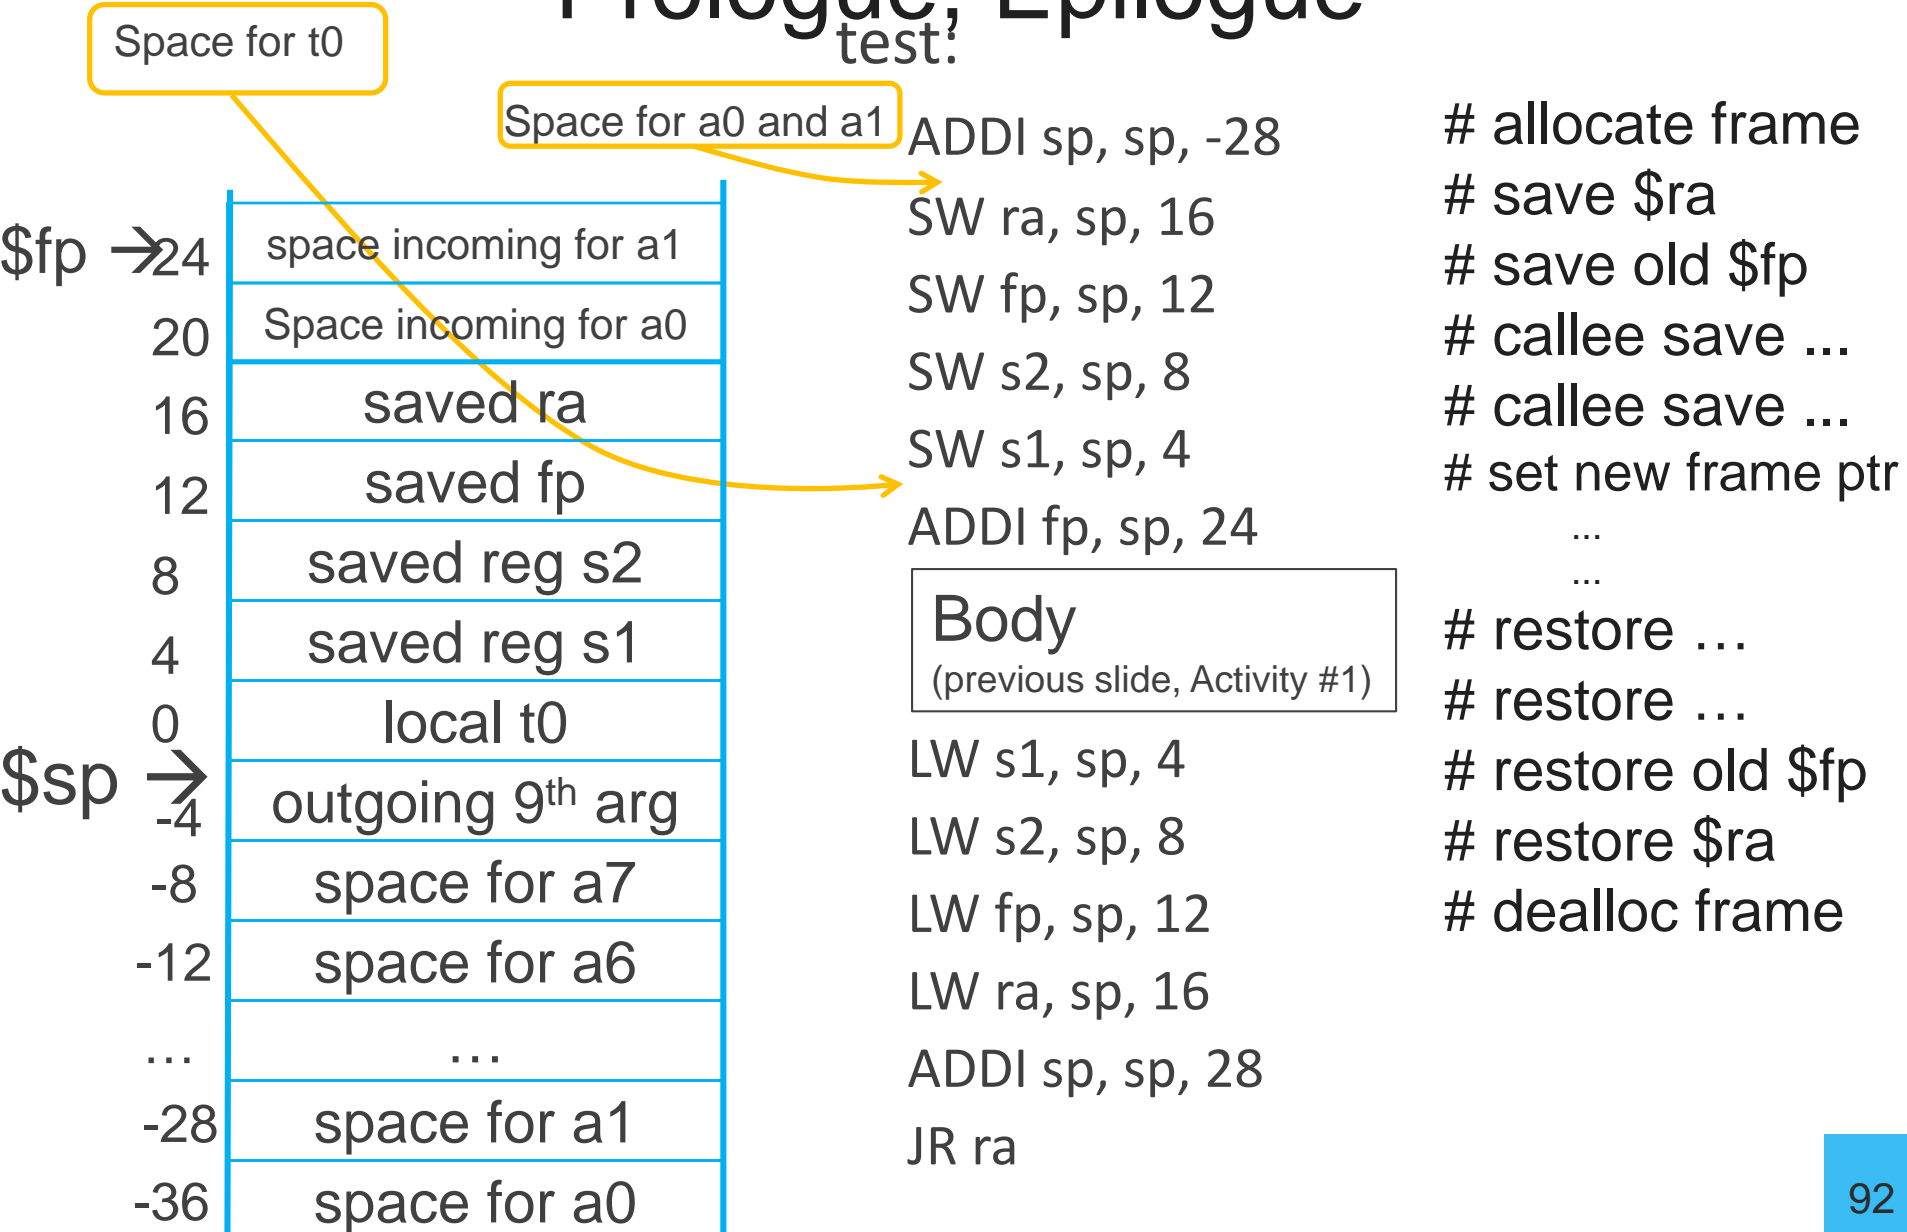 Prologue, Epilogue
test:
Space for t0
Space for a0 and a1
$fp → 24 space incoming for a1
20 Space incoming for a0
16 saved ra
12 saved fp
8 saved reg s2
4 saved reg s1
0 local t0
$sp →
-4 outgoing 9th arg
-8 space for a7
-12 space for a6
… …
-28 space for a1
-36 space for a0
ADDI sp, sp, -28
SW ra, sp, 16
SW fp, sp, 12
SW s2, sp, 8
SW s1, sp, 4
ADDI fp, sp, 24
Body
(previous slide, Activity #1)
LW s1, sp, 4
LW s2, sp, 8
LW fp, sp, 12
LW ra, sp, 16
ADDI sp, sp, 28
JR ra
# allocate frame
# save $ra
# save old $fp
# callee save ...
# callee save ...
# set new frame ptr
...
...
# restore …
# restore …
# restore old $fp
# restore $ra
# dealloc frame
92